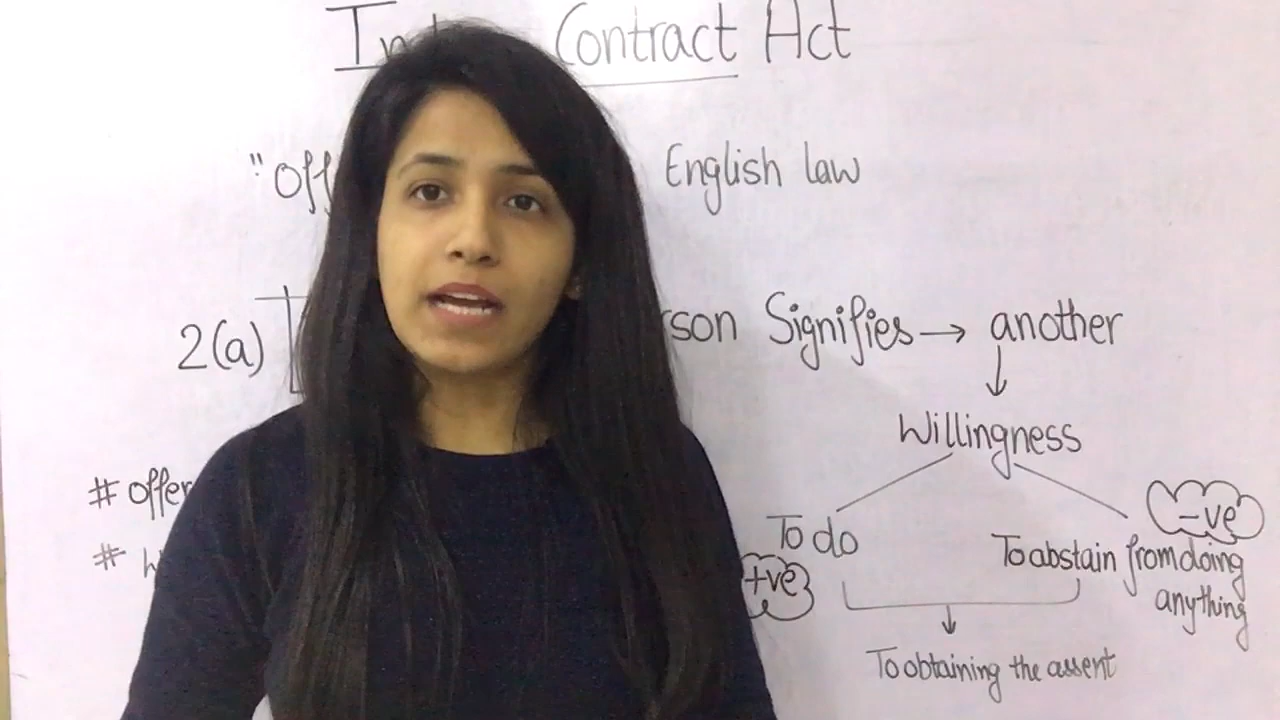 Contract Act
"Off English law
2(a) rson Signifies → another
Willingness
# offer
-ve
To do
To abstain from doing
anything
#
+ve
To obtaining the assent